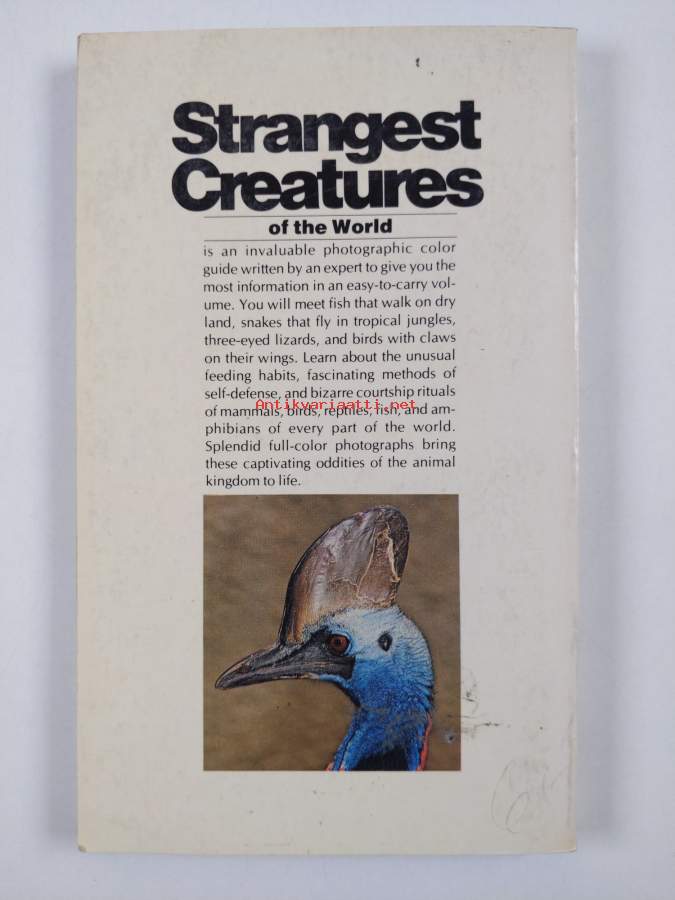 Strangest
Creatures
of the World
is an invaluable photographic color
guide written by an expert to give you the
most information in an easy-to-carry vol-
ume. You will meet fish that walk on dry
land, snakes that fly in tropical jungles,
three-eyed lizards, and birds with claws
on their wings. Learn about the unusual
feeding habits, fascinating methods of
self-defense, and bizarre courtship rituals
Antikvariaatti.net
of mammals, birds, reptiles, fish, and am-
phibians of every part of the world.
Splendid full-color photographs bring
these captivating oddities of the animal
kingdom to life.